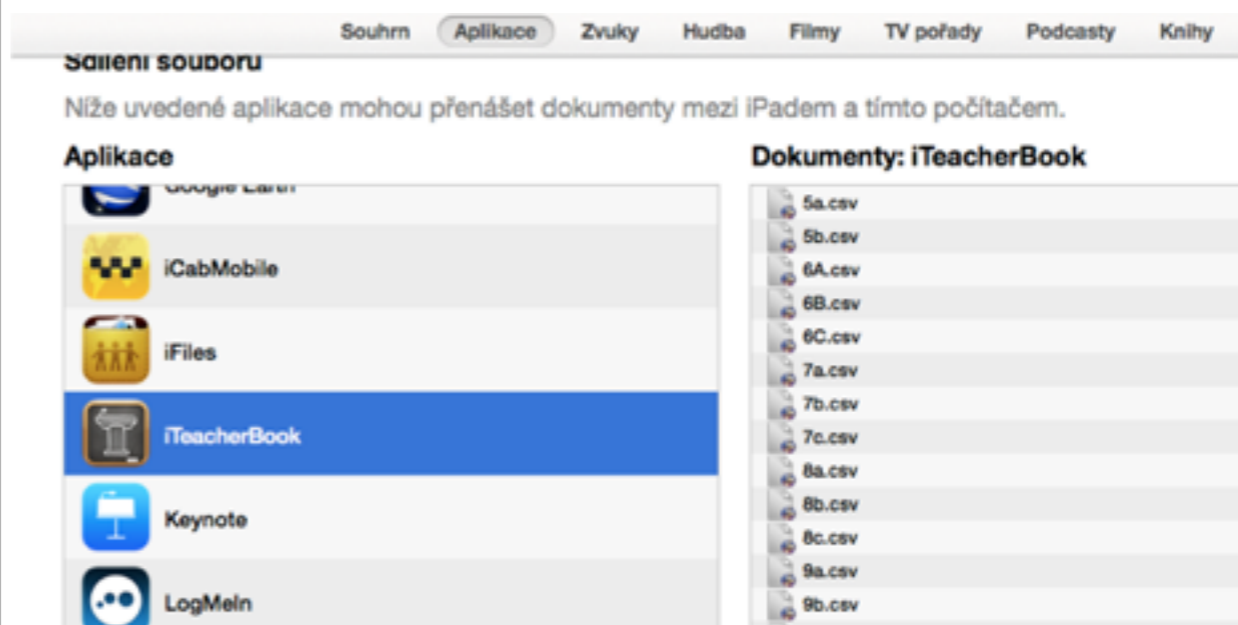 Souhrn Aplikace Zvuky Hudba Filmy TV pořady Podcasty Knihy
Sdílení souborů
Níže uvedené aplikace mohou přenášet dokumenty mezi iPadem a tímto počítačem.
Aplikace
Google Earth
iCabMobile
iFiles
iTeacherBook
Keynote
LogMeIn
Dokumenty: iTeacherBook
5a.csv
5b.csv
6A.csv
6B.csv
6C.csv
7a.csv
7b.csv
7c.csv
8a.csv
8b.csv
8c.csv
9a.csv
9b.csv